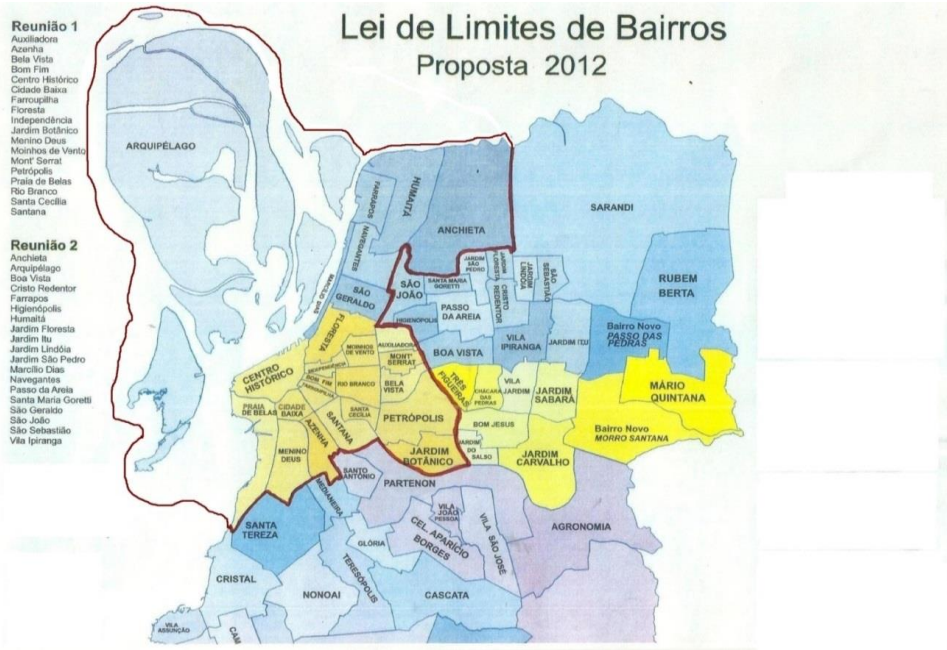 Lei de Limites de Bairros
Proposta 2012
Reunião 1
Auxiliadora
Azenha
Bela Vista
Bom Fim
Centro Histórico
Cidade Baixa
Farroupilha
Floresta
Independência
Jardim Botânico
Menino Deus
Moinhos de Vento
Mont' Serrat
Petrópolis
Praia de Belas
Rio Branco
Santa Cecília
Santana
Reunião 2
Anchieta
Arquipélago
Boa Vista
Cristo Redentor
Farrapos
Higienópolis
Humaitá
Jardim Floresta
Jardim Itu
Jardim Lindóia
Jardim São Pedro
Marcílio Dias
Navegantes
Passo da Areia
Santa Maria Goretti
São Geraldo
São João
São Sebastião
Vila Ipiranga
ARQUIPÉLAGO
FARRAPOS
HUMAITÁ
ANCHIETA
SARANDI
NAVEGANTES
MARCÍLIO DIAS
SÃO
GERALDO
SÃO
JOÃO
JARDIM
SÃO
PEDRO
JARDIM
FLORESTA
JARDIM
LINDÓIA
SÃO
SEBASTIÃO
SANTA MARIA
GORETTI
CRISTO
REDENTOR
PASSO
DA AREIA
HIGIENÓPOLIS
RUBEM
BERTA
BOA VISTA
VILA
IPIRANGA
JARDIM ITU
Bairro Novo
PASSO DAS
PEDRAS
FLORESTA
MOINHOS
DE VENTO
AUXILIADORA
MONT'
SERRAT
CENTRO
HISTÓRICO
INDEPENDÊNCIA
BOM FIM
FARROUPILHA
RIO BRANCO
BELA
VISTA
TRÊS
FIGUEIRAS
CHÁCARA
DAS
PEDRAS
VILA
JARDIM
JARDIM
SABARÁ
MÁRIO
QUINTANA
PRAIA
DE BELAS
CIDADE
BAIXA
AZENHA
SANTANA
SANTA
CECÍLIA
PETRÓPOLIS
BOM JESUS
Bairro Novo
MORRO SANTANA
MENINO
DEUS
JARDIM
BOTÂNICO
JARDIM
DO
SALSO
JARDIM
CARVALHO
SANTO
ANTÔNIO
MEDIANEIRA
PARTENON
SANTA
TEREZA
VILA
JOÃO
PESSOA
CEL. APARÍCIO
BORGES
VILA SÃO JOSÉ
AGRONOMIA
GLÓRIA
TERESÓPOLIS
CRISTAL
NONOAI
CASCATA
VILA
ASSUNÇÃO
CAM